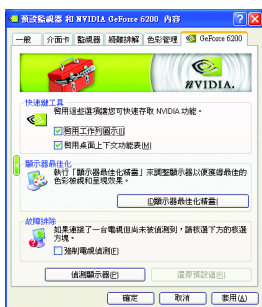 預設監視器 和 NVIDIA GeForce 6200 內容
一般 介面卡 監視器 疑難排解 色彩管理 GeForce 6200
NVIDIA.
快速鍵工具
啟用這些選項讓您可快速存取 NVIDIA 功能。
啟用工作列圖示(I)
啟用桌面上下文功能表(M)
顯示器最佳化
執行「顯示器最佳化精靈」來調整顯示器以便獲得最佳的
色彩檢視和呈現效果。
(D)顯示器最佳化精靈
故障排除
如果連接了一台電視但尚未被偵測到，請核選下方的核選
方塊。
強制電視偵測(F)
偵測顯示器(P)
還原預設值(R)
確定 取消 套用(A)